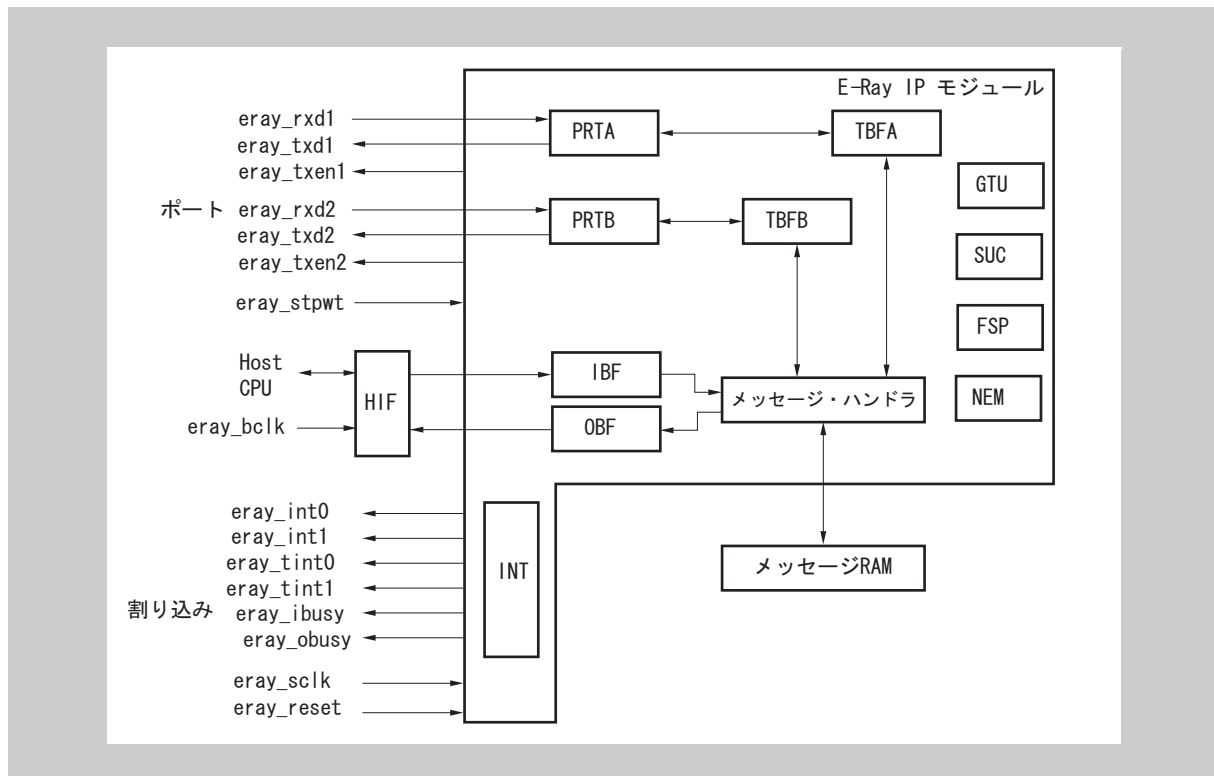 E-Ray IP モジュール
eray_rxd1
eray_txd1
eray_txen1
PRTA
TBFA
GTU
ポート
eray_rxd2
eray_txd2
eray_txen2
PRTB
TBFB
SUC
eray_stpwt
FSP
Host
CPU
eray_bclk
HIF
IBF
OBF
メッセージ・ハンドラ
NEM
eray_int0
eray_int1
eray_tint0
eray_tint1
割り込み
eray_ibusy
eray_obusy
INT
メッセージRAM
eray_sclk
eray_reset